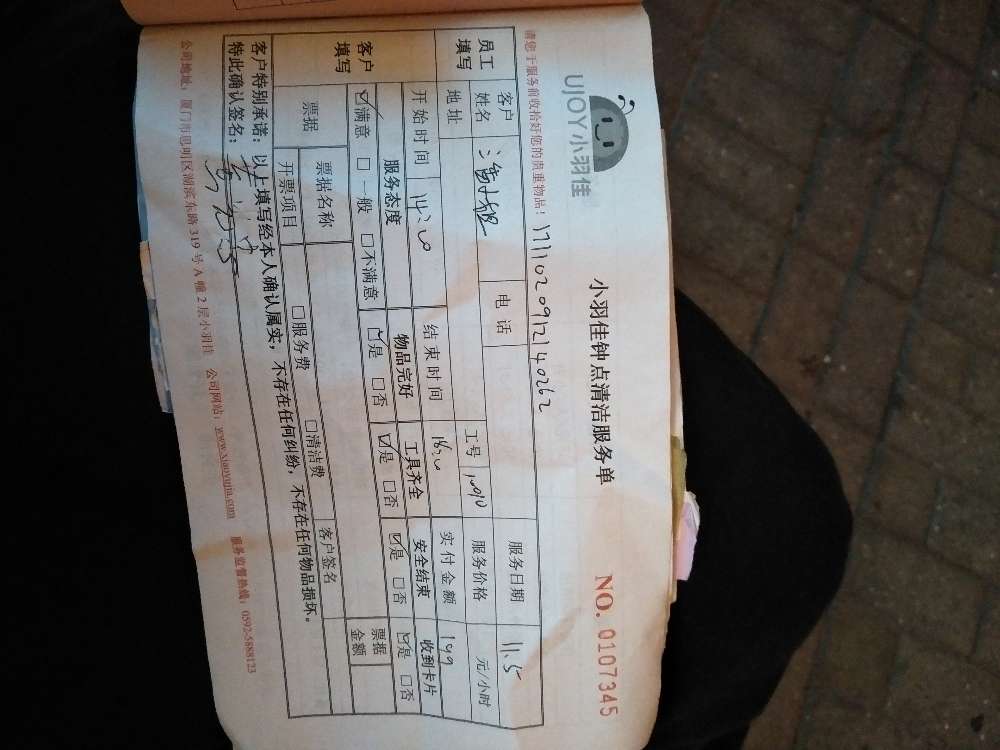 UJOY小羽佳
小羽佳钟点清洁服务单
NO. 0107345
请您于服务前收拾好您的贵重物品！ 1711020912140262
员工填写 客户姓名 电话 服务日期 11.5
地址 工号 服务价格 元/小时
开始时间 14:00 结束时间 实付金额 149
客户填写 服务态度 物品完好 工具齐全 安全结束 收到卡片
☑满意 □一般 □不满意 ☑是 □否 ☑是 □否 ☑是 □否 ☑是 □否
票据 票据名称 票据金额
开票项目 □服务费 □清洁费 客户签名
客户特别承诺：以上填写经本人确认属实，不存在任何纠纷，不存在任何物品损坏。
特此确认签名：
公司地址：厦门市思明区湖滨东路319号A幢2层小羽佳 公司网站：www.xiaoyujia.com 服务监督热线：0592-5888123